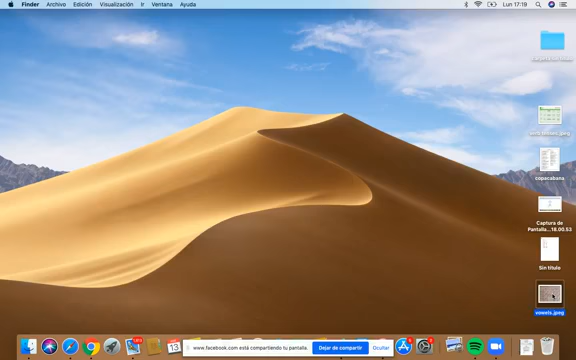 Finder Archivo Edición Visualización Ir Ventana Ayuda Lun 17:19
copacabana
Captura de
Pantalla...18.00.53
Sin título
vowels.jpeg
13
www.facebook.com está compartiendo tu pantalla. Dejar de compartir Ocultar